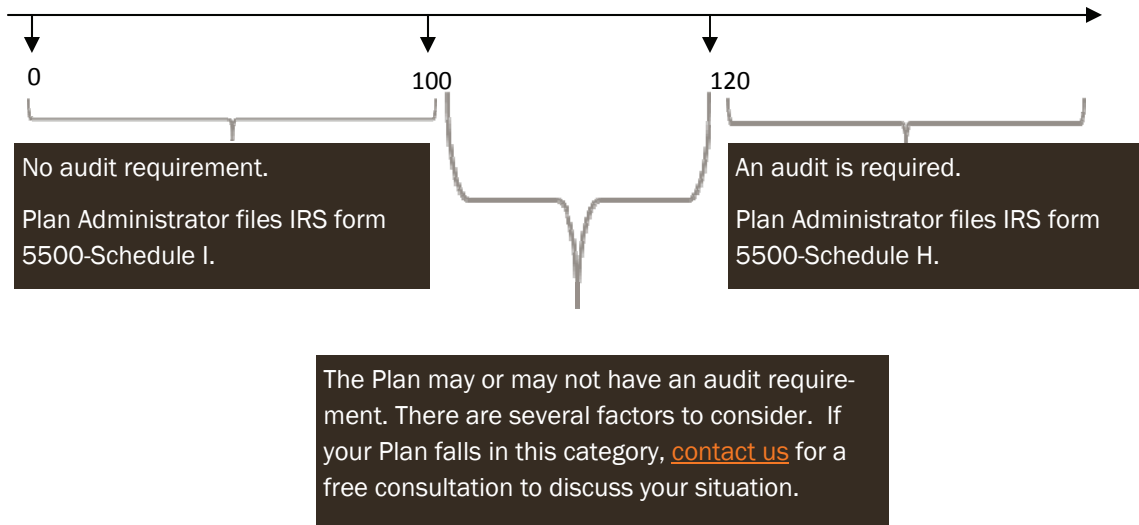 0
100
120
No audit requirement.
Plan Administrator files IRS form
5500-Schedule I.
An audit is required.
Plan Administrator files IRS form
5500-Schedule H.
The Plan may or may not have an audit require-
ment. There are several factors to consider.  If
your Plan falls in this category, contact us for a
free consultation to discuss your situation.